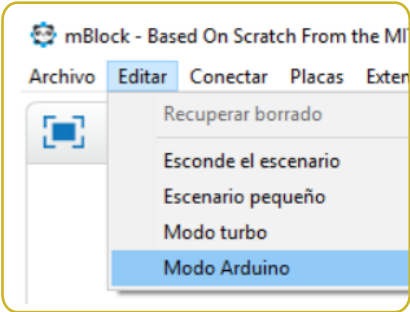 mBlock - Based On Scratch From the MI
Archivo Editar Conectar Placas Exten
Recuperar borrado
Esconde el escenario
Escenario pequeño
Modo turbo
Modo Arduino